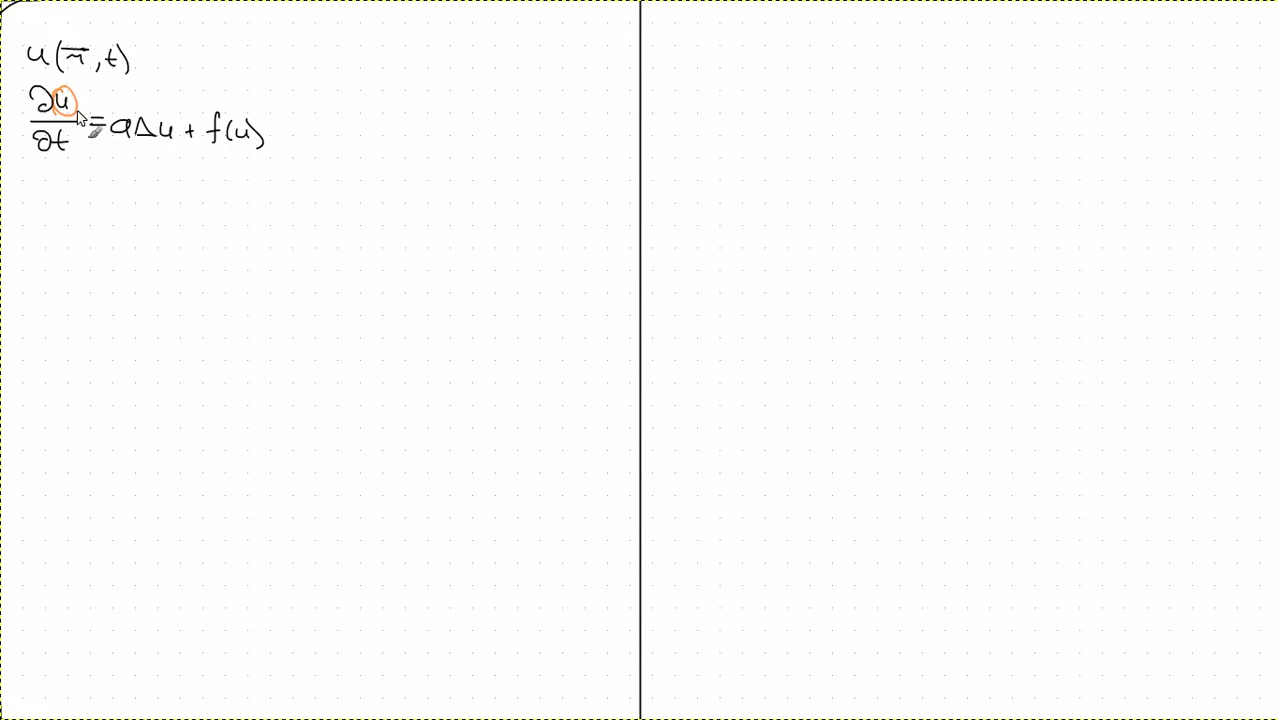 u(r̅, t)
∂u/∂t = aΔu + f(u)